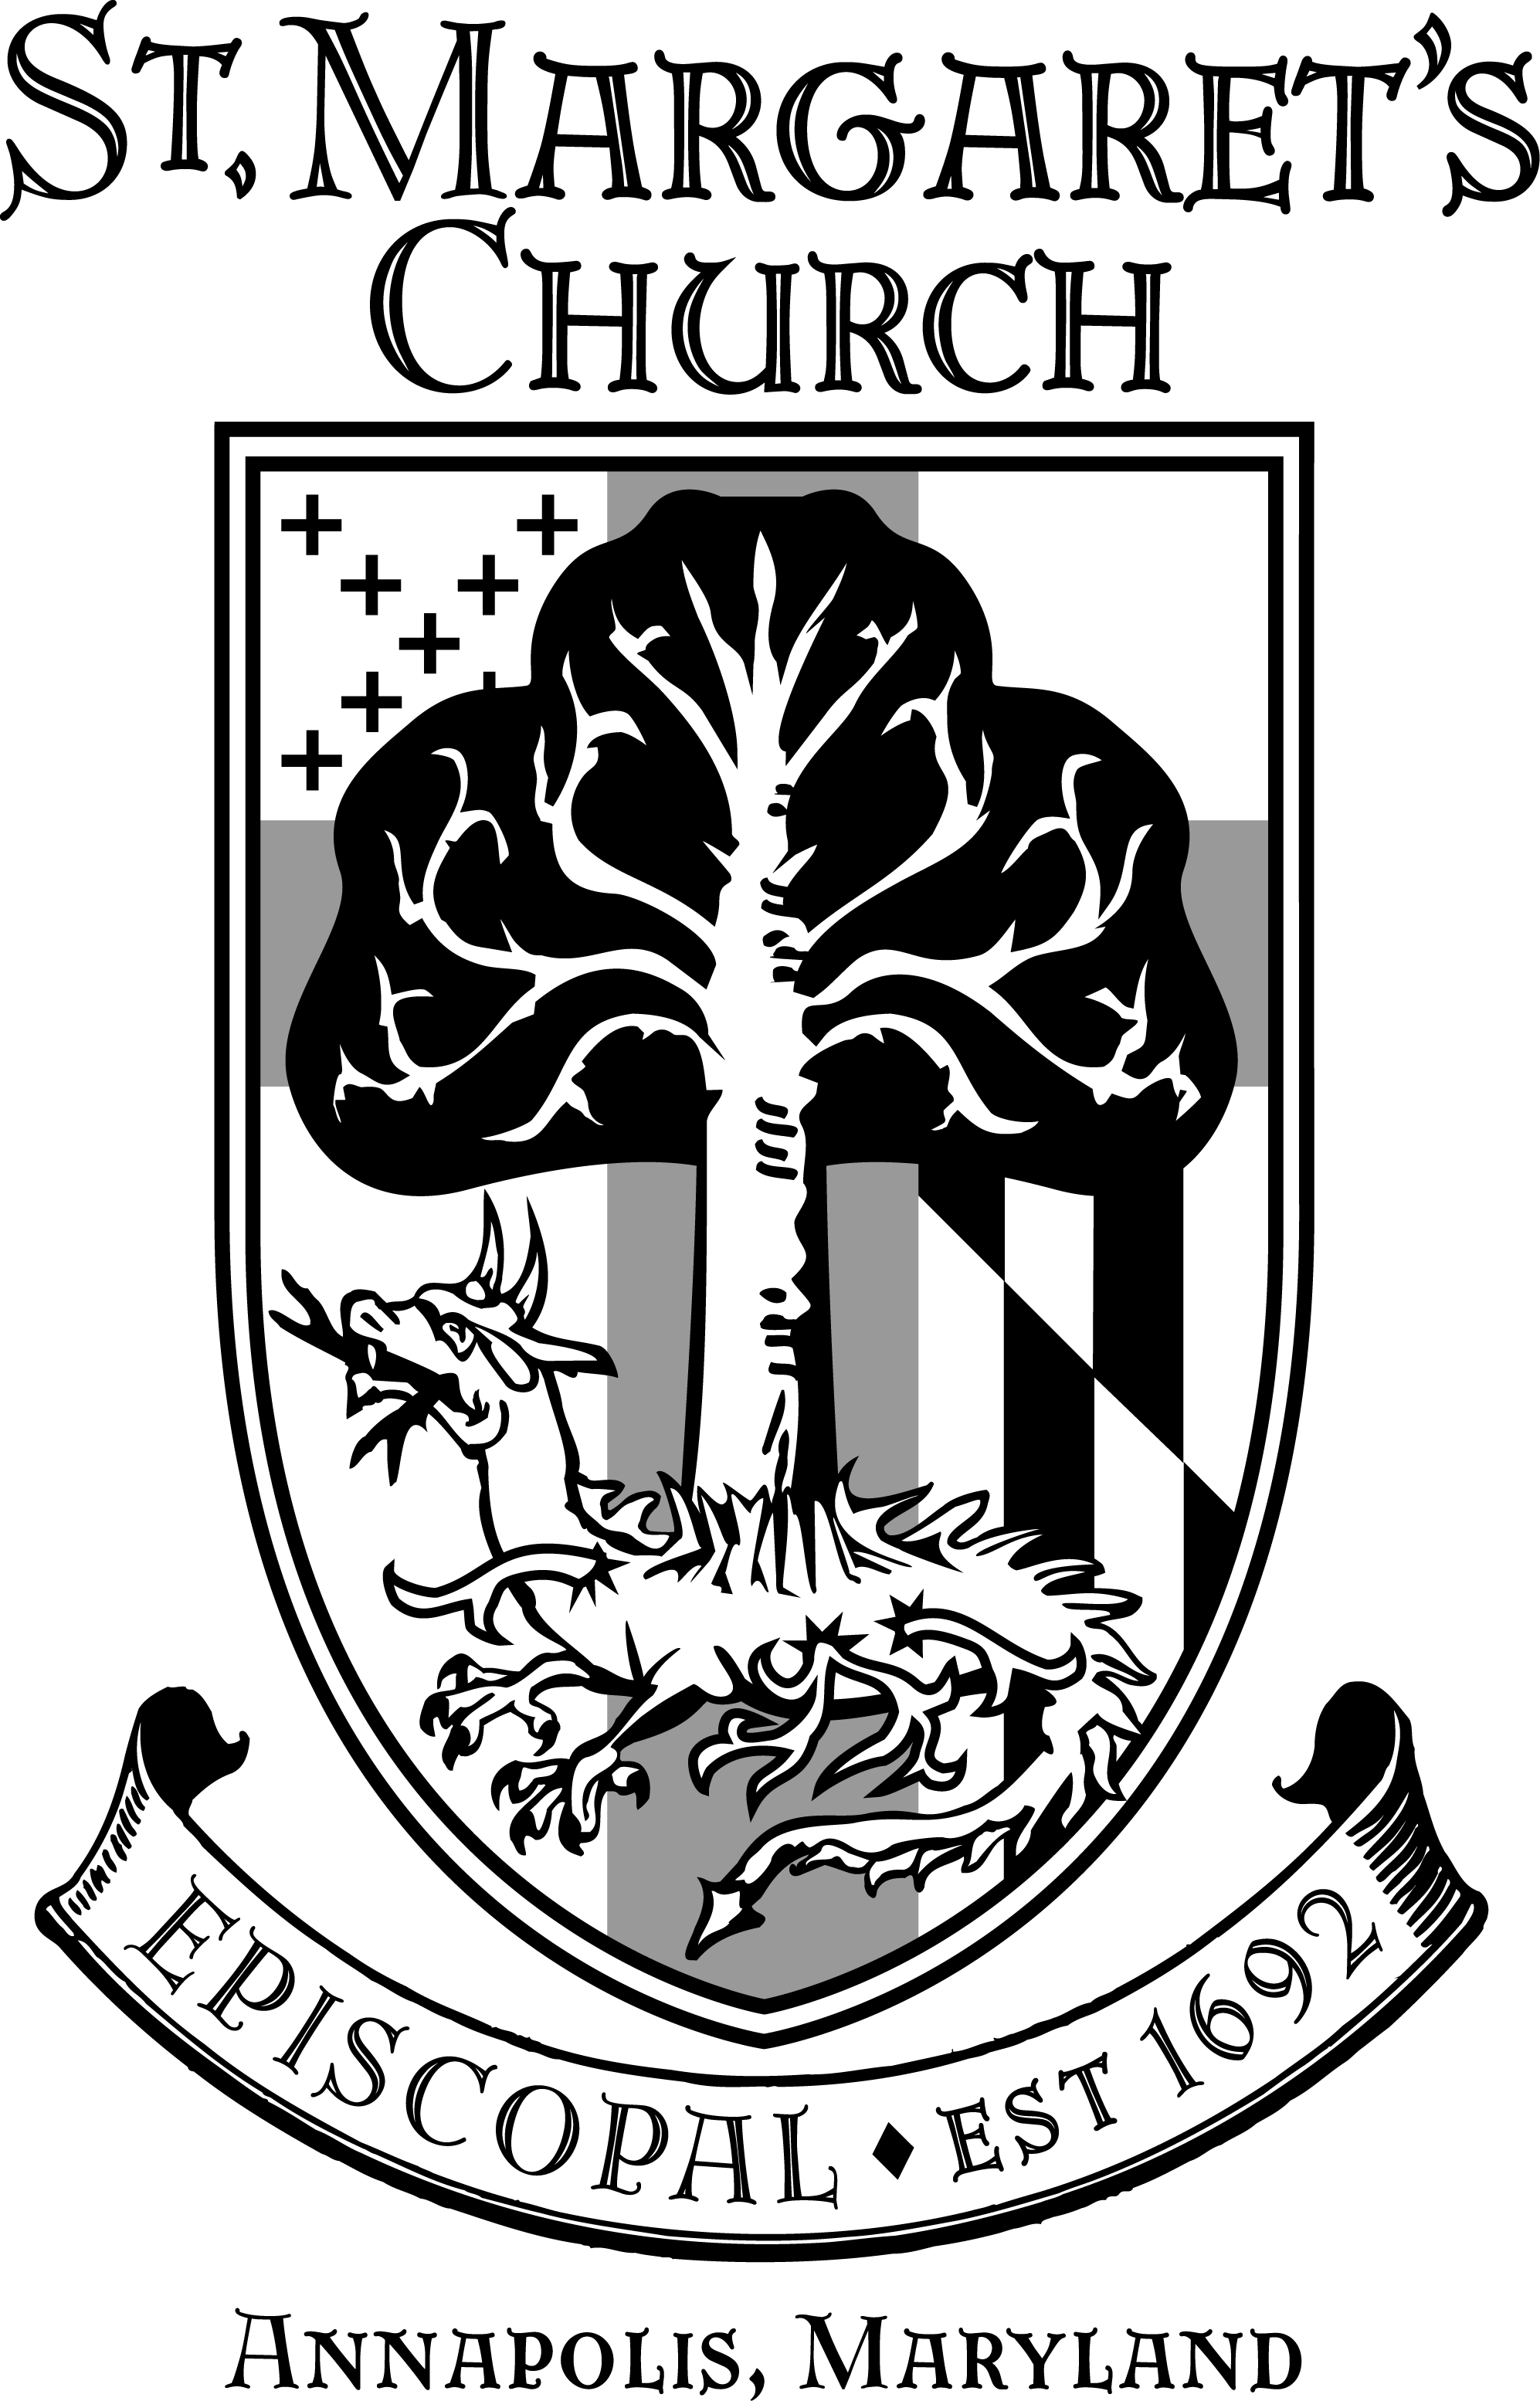 St. Margaret's
Church
Episcopal ♦ Est 1692
Annapolis, Maryland